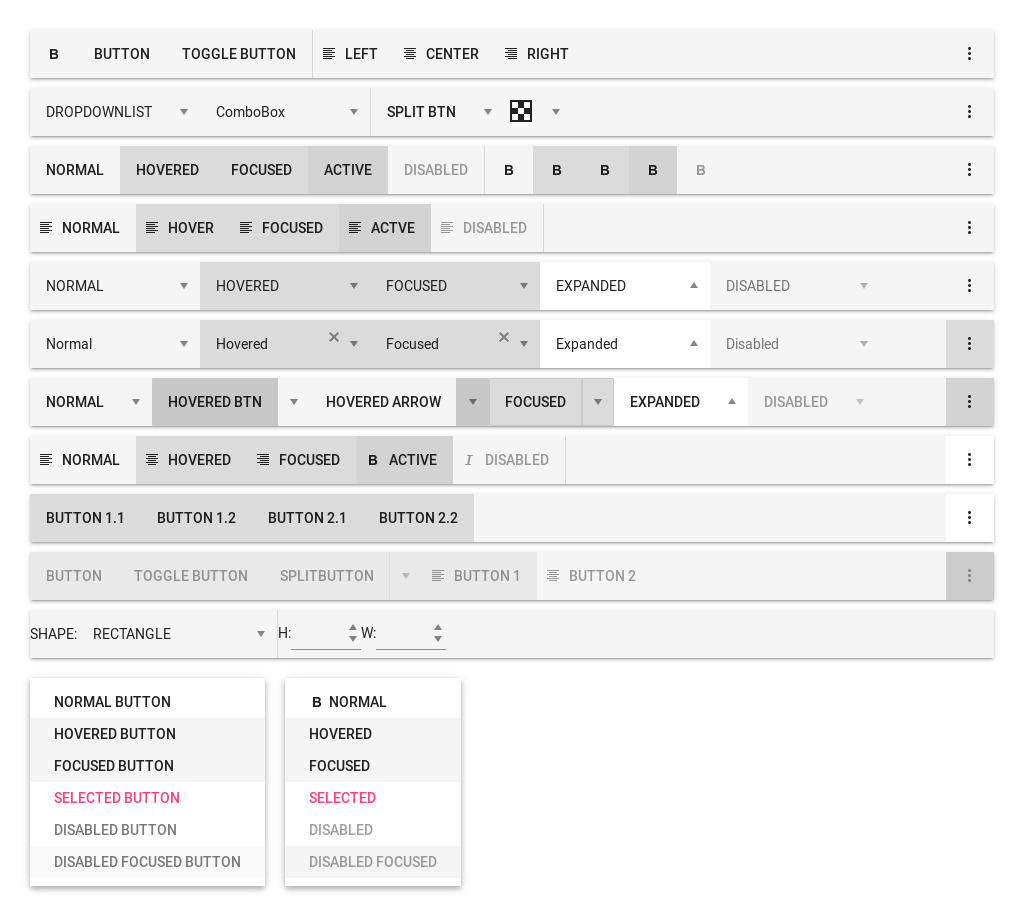 B BUTTON TOGGLE BUTTON LEFT CENTER RIGHT
DROPDOWNLIST ComboBox SPLIT BTN
NORMAL HOVERED FOCUSED ACTIVE DISABLED B B B B B
NORMAL HOVER FOCUSED ACTVE DISABLED
NORMAL HOVERED FOCUSED EXPANDED DISABLED
Normal Hovered Focused Expanded Disabled
NORMAL HOVERED BTN HOVERED ARROW FOCUSED EXPANDED DISABLED
NORMAL HOVERED FOCUSED B ACTIVE I DISABLED
BUTTON 1.1 BUTTON 1.2 BUTTON 2.1 BUTTON 2.2
BUTTON TOGGLE BUTTON SPLITBUTTON BUTTON 1 BUTTON 2
SHAPE: RECTANGLE H: W:
NORMAL BUTTON
HOVERED BUTTON
FOCUSED BUTTON
SELECTED BUTTON
DISABLED BUTTON
DISABLED FOCUSED BUTTON
B NORMAL
HOVERED
FOCUSED
SELECTED
DISABLED
DISABLED FOCUSED